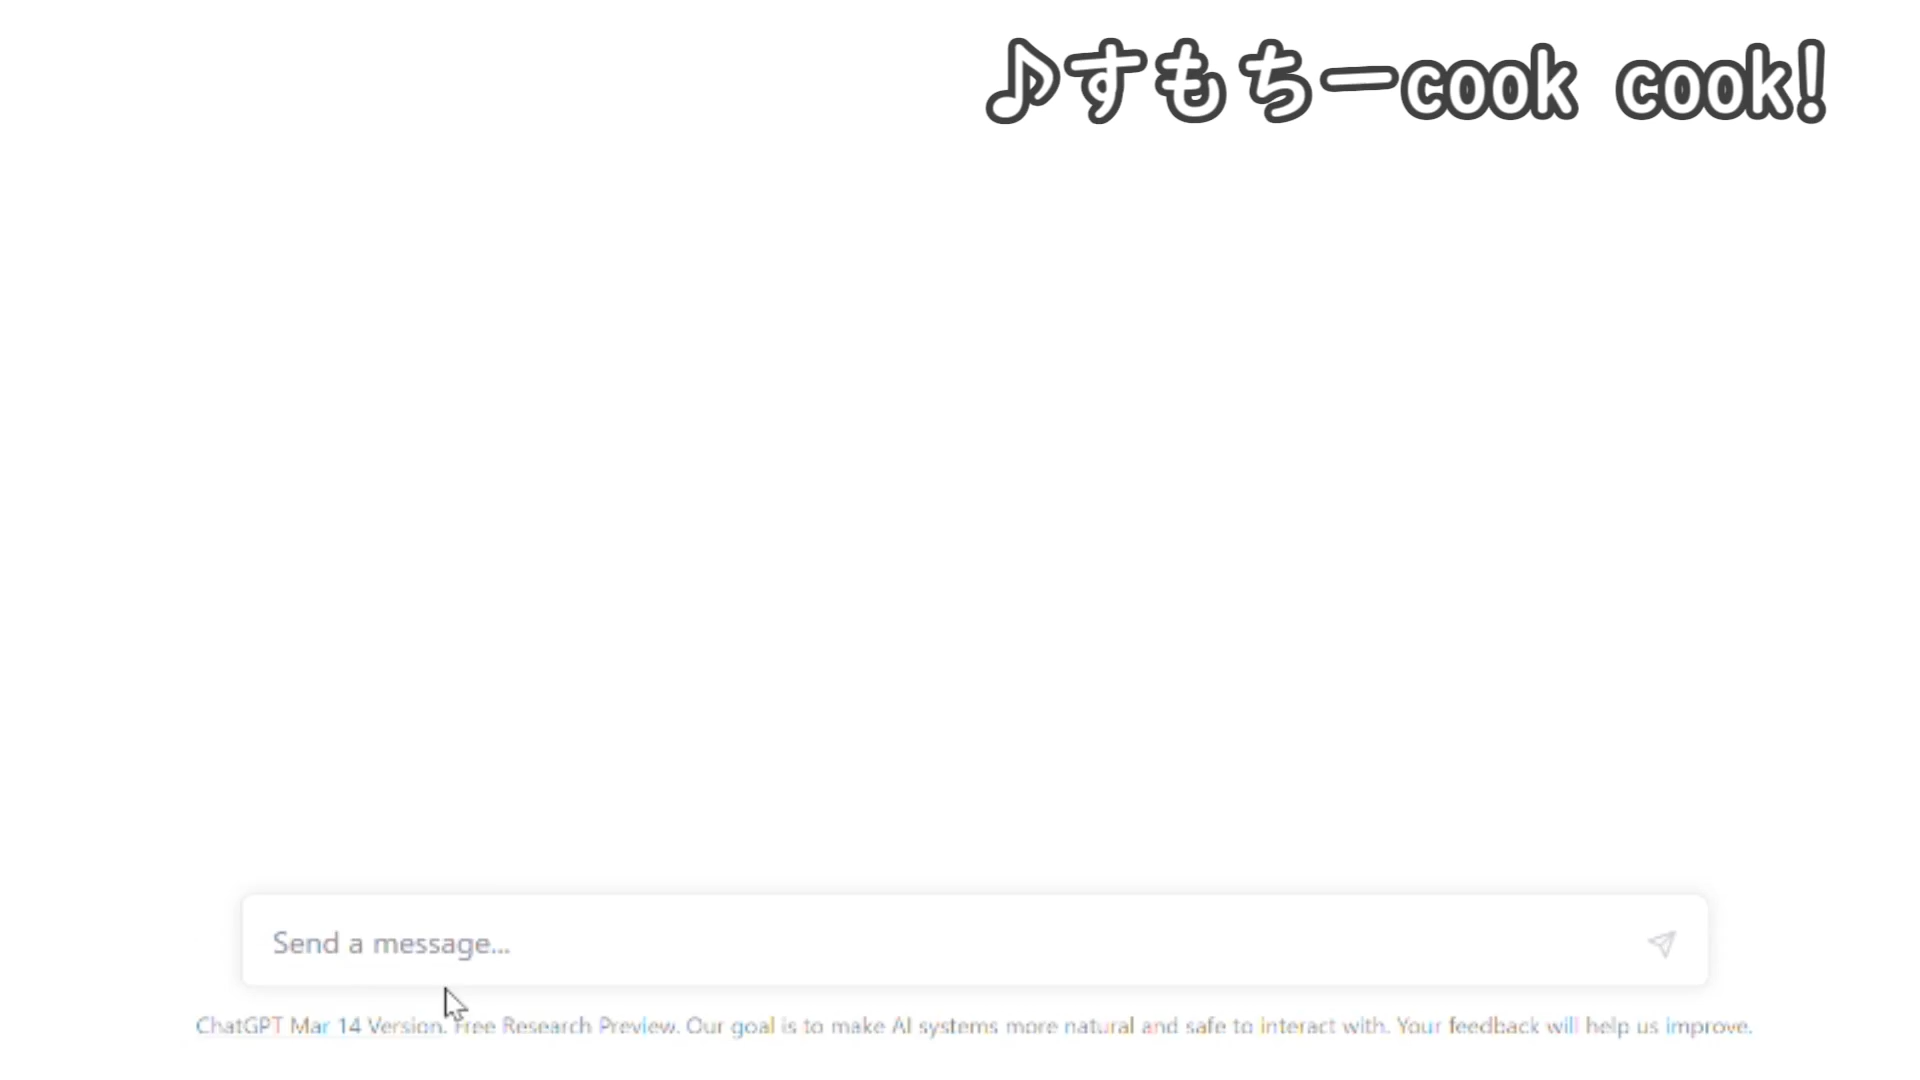 ♪すもちーcook cook!
Send a message...
ChatGPT Mar 14 Version. Free Research Preview. Our goal is to make AI systems more natural and safe to interact with. Your feedback will help us improve.